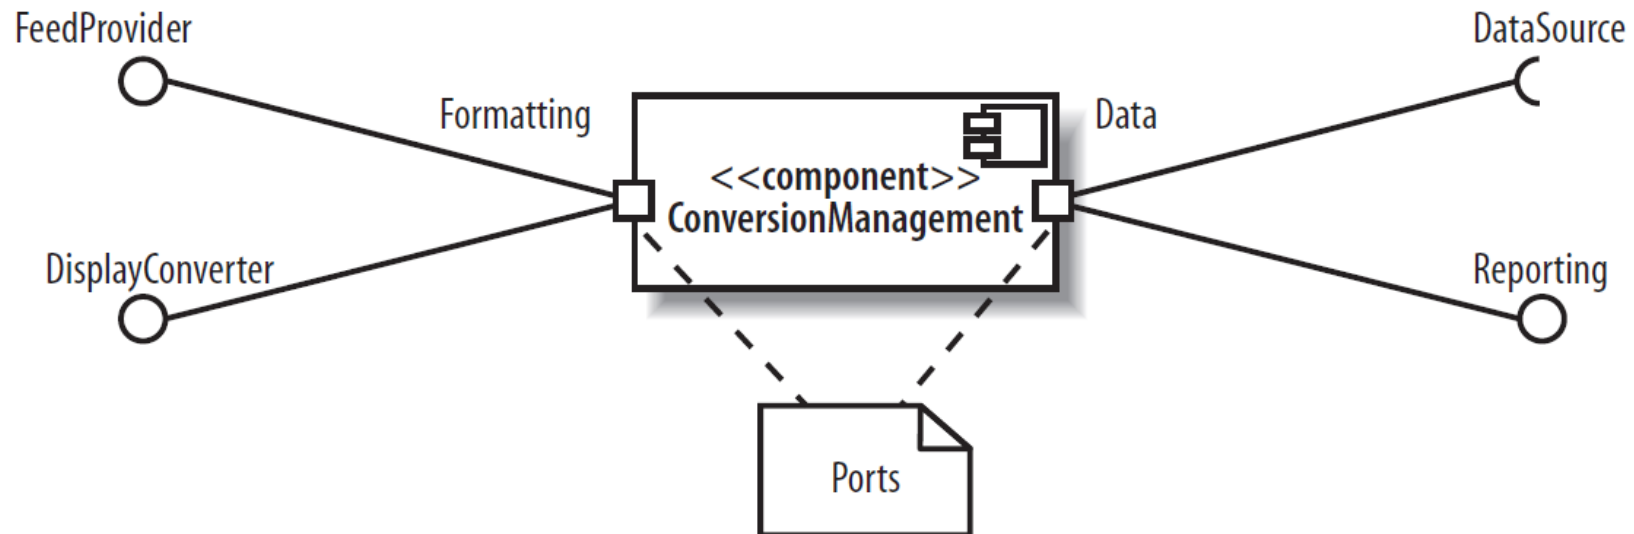 FeedProvider
DataSource
Formatting
Data
<<component>>
ConversionManagement
DisplayConverter
Reporting
Ports